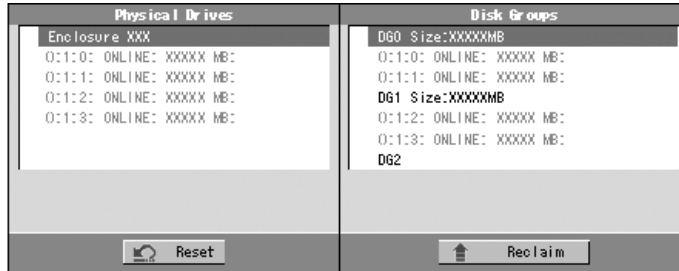 Physical Drives
Enclosure XXX
0:1:0: ONLINE: XXXXX MB:
0:1:1: ONLINE: XXXXX MB:
0:1:2: ONLINE: XXXXX MB:
0:1:3: ONLINE: XXXXX MB:
Reset
Disk Groups
DG0 Size:XXXXXMB
0:1:0: ONLINE: XXXXX MB:
0:1:1: ONLINE: XXXXX MB:
DG1 Size:XXXXXMB
0:1:2: ONLINE: XXXXX MB:
0:1:3: ONLINE: XXXXX MB:
DG2
Reclaim